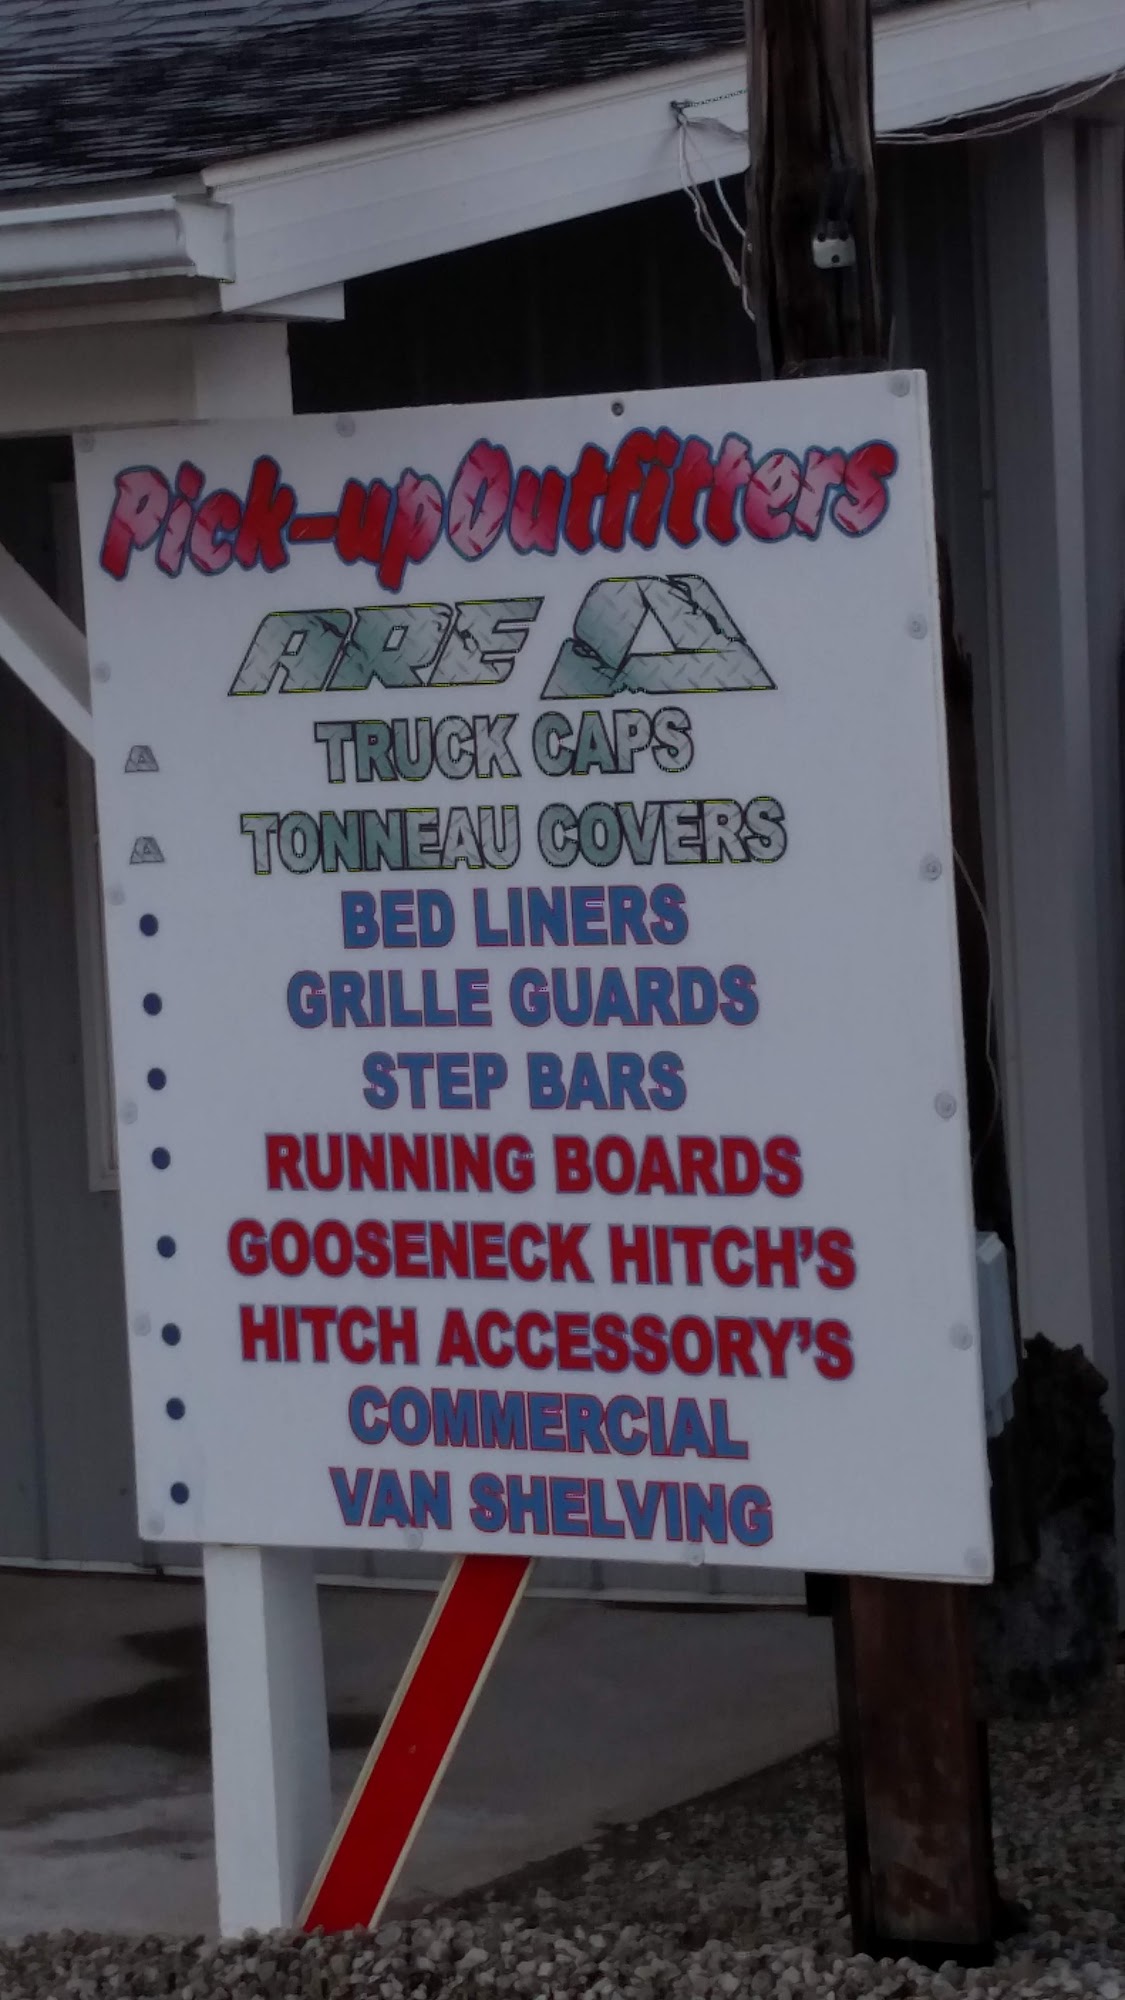 Pick-up Outfitters
ARE
TRUCK CAPS
TONNEAU COVERS
BED LINERS
GRILLE GUARDS
STEP BARS
RUNNING BOARDS
GOOSENECK HITCH'S
HITCH ACCESSORY'S
COMMERCIAL
VAN SHELVING